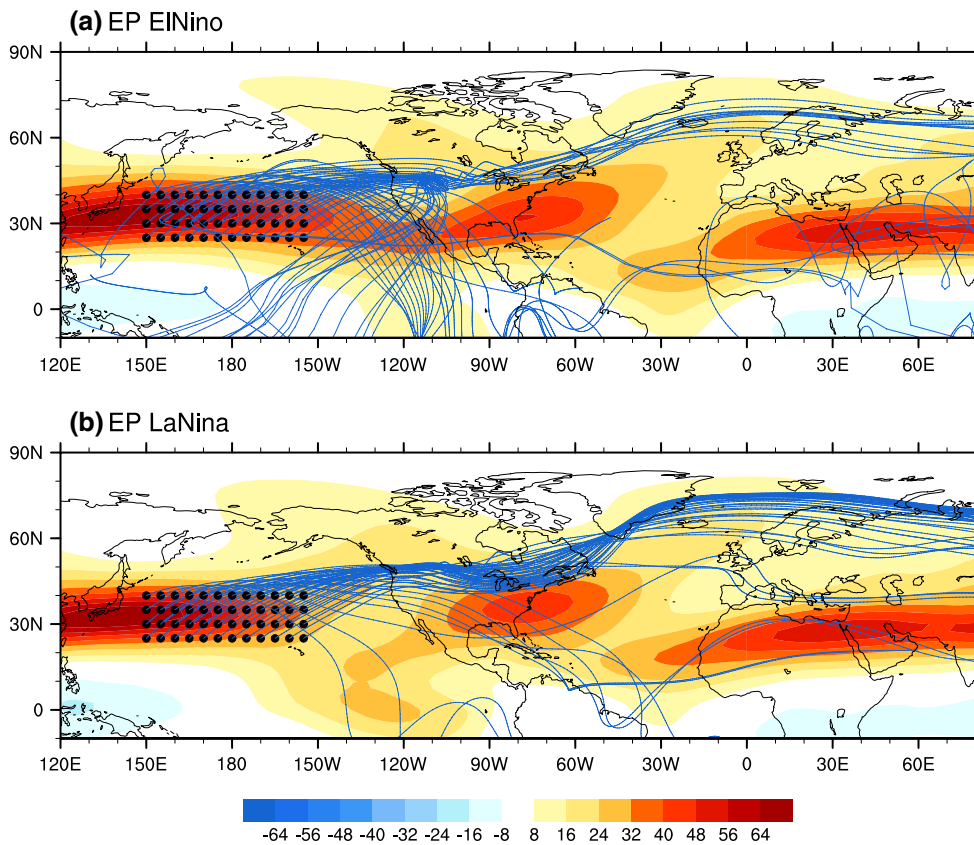 (a) EP ElNino
90N
60N
30N
0
120E 150E 180 150W 120W 90W 60W 30W 0 30E 60E
(b) EP LaNina
90N
60N
30N
0
120E 150E 180 150W 120W 90W 60W 30W 0 30E 60E
-64 -56 -48 -40 -32 -24 -16 -8 8 16 24 32 40 48 56 64